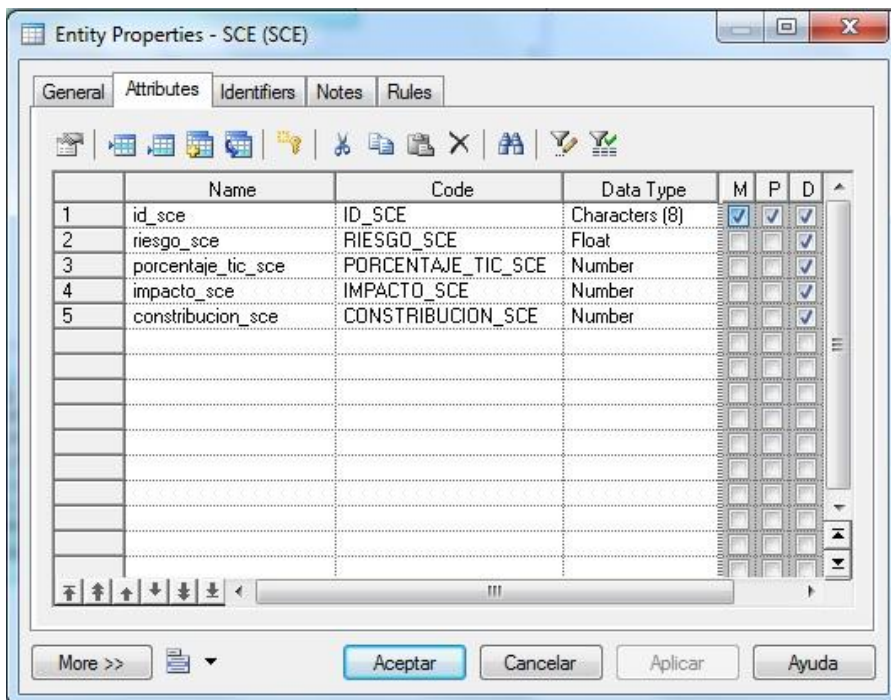 Entity Properties - SCE (SCE)
General Attributes Identifiers Notes Rules
Name Code Data Type M P D
1 id_sce ID_SCE Characters (8)
2 riesgo_sce RIESGO_SCE Float
3 porcentaje_tic_sce PORCENTAJE_TIC_SCE Number
4 impacto_sce IMPACTO_SCE Number
5 constribucion_sce CONSTRIBUCION_SCE Number
More >> Aceptar Cancelar Aplicar Ayuda